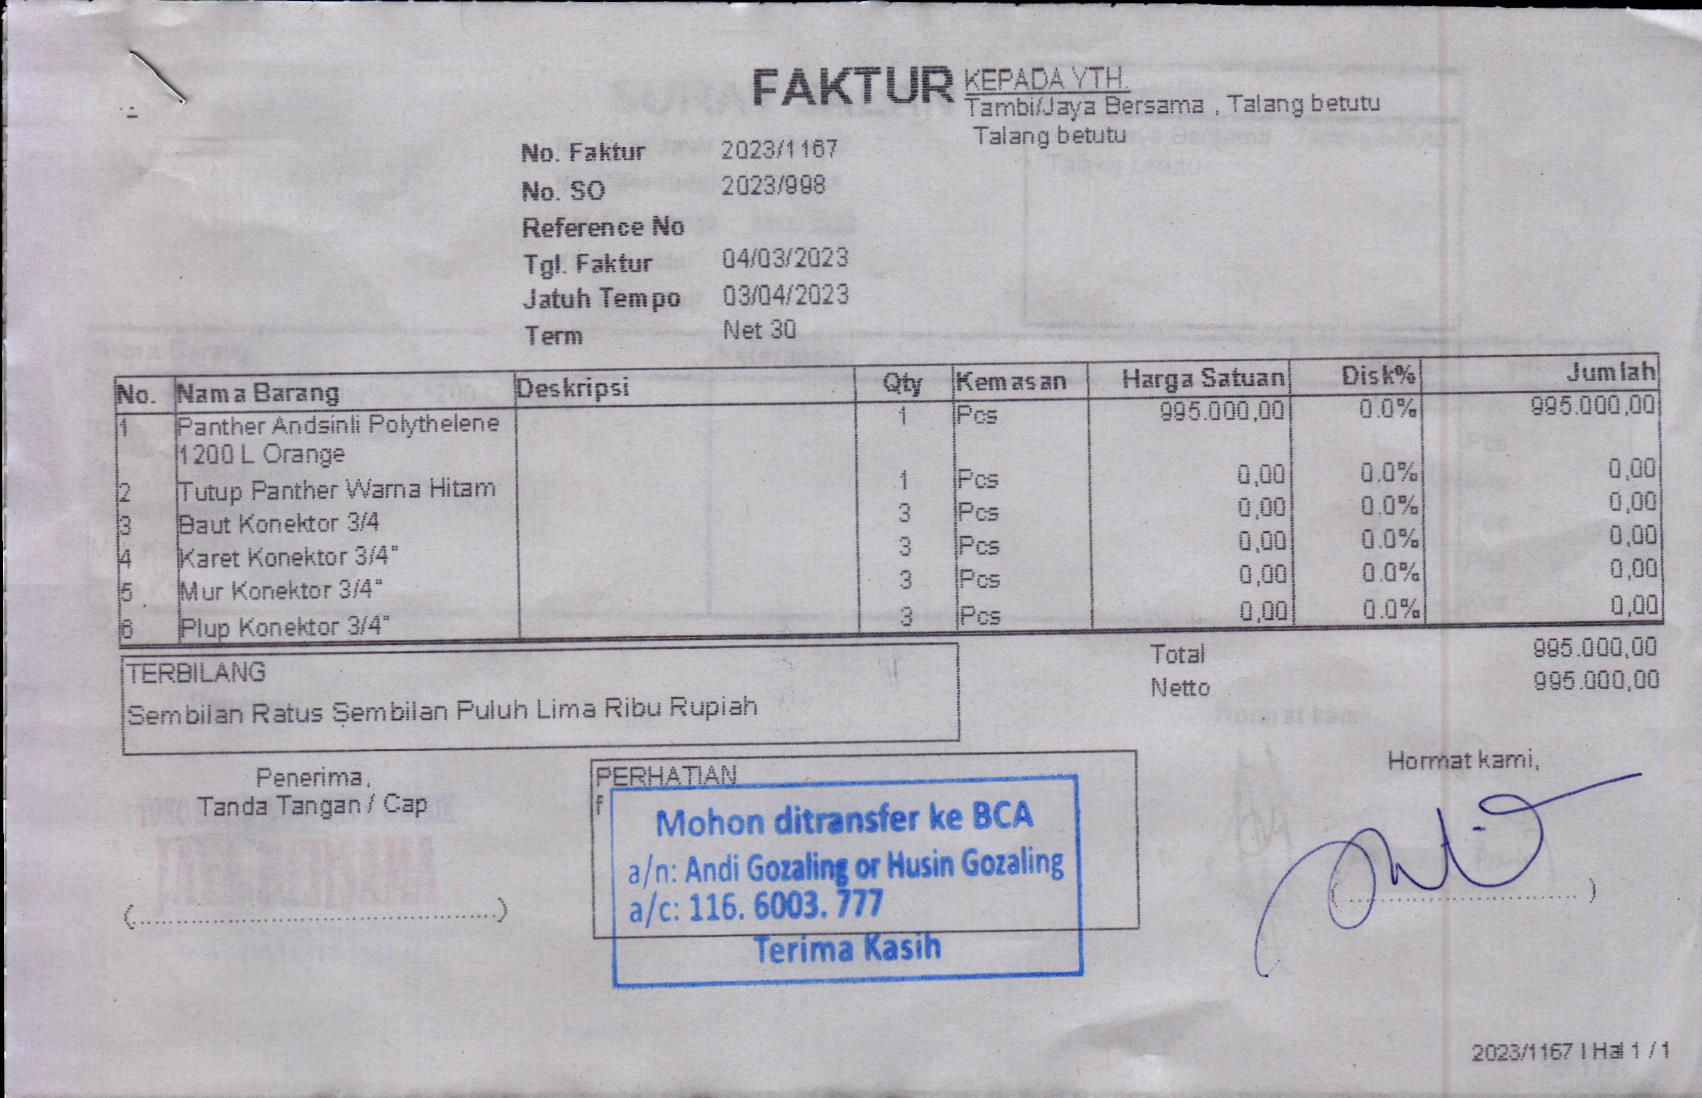 FAKTUR
KEPADA YTH.
Tambi/Jaya Bersama , Talang betutu
Talang betutu
No. Faktur 2023/1167
No. SO 2023/998
Reference No
Tgl. Faktur 04/03/2023
Jatuh Tempo 03/04/2023
Term Net 30
No. Nama Barang Deskripsi Qty Kemasan Harga Satuan Disk% Jumlah
1 Panther Andsinli Polythelene 1 Pcs 995.000,00 0.0% 995.000,00
1200 L Orange
2 Tutup Panther Warna Hitam 1 Pcs 0,00 0.0% 0,00
3 Baut Konektor 3/4 3 Pcs 0,00 0.0% 0,00
4 Karet Konektor 3/4" 3 Pcs 0,00 0.0% 0,00
5 Mur Konektor 3/4" 3 Pcs 0,00 0.0% 0,00
6 Plup Konektor 3/4" 3 Pcs 0,00 0.0% 0,00
Total 995.000,00
Netto 995.000,00
TERBILANG
Sembilan Ratus Sembilan Puluh Lima Ribu Rupiah
Penerima,
Tanda Tangan / Cap
PERHATIAN
f
Mohon ditransfer ke BCA
a/n: Andi Gozaling or Husin Gozaling
a/c: 116. 6003. 777
Terima Kasih
Hormat kami,
2023/1167 | Hal 1 / 1